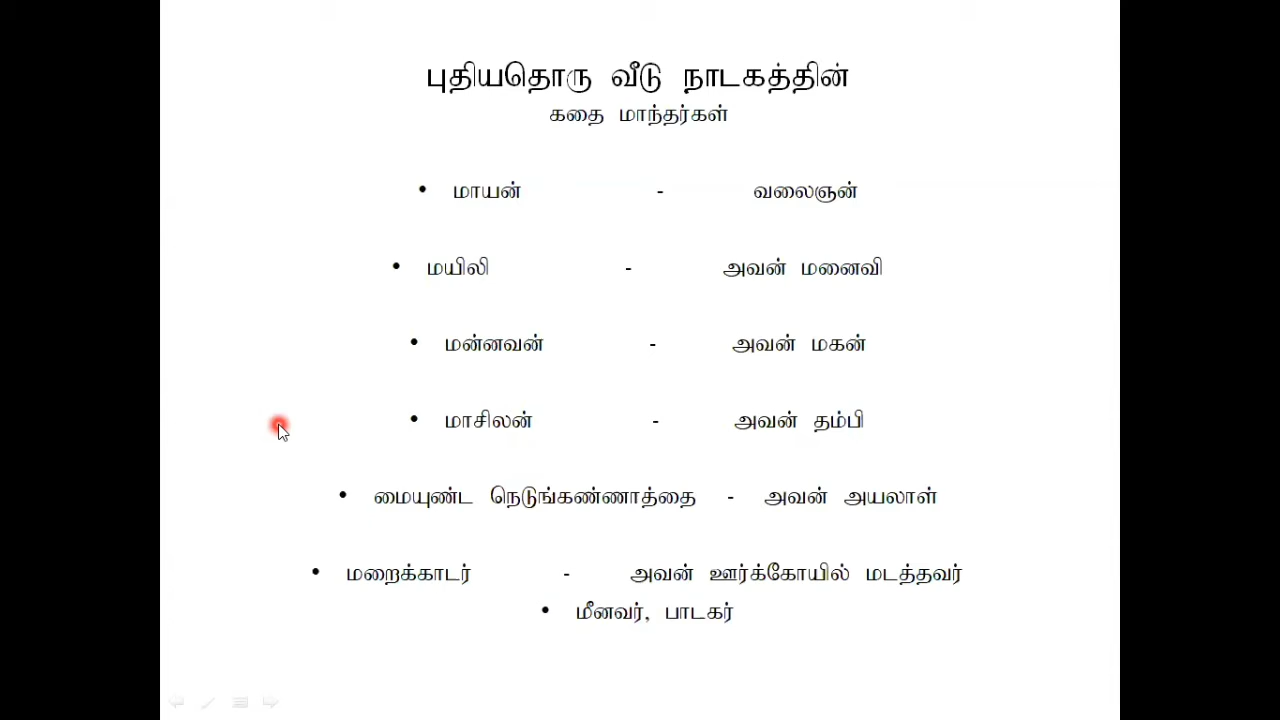 புதியதொரு வீடு நாடகத்தின்
கதை மாந்தர்கள்
• மாயன் - வலைஞன்
• மயிலி - அவன் மனைவி
• மன்னவன் - அவன் மகன்
• மாசிலன் - அவன் தம்பி
• மையுண்ட நெடுங்கண்ணாத்தை - அவன் அயலாள்
• மறைக்காடர் - அவன் ஊர்க்கோயில் மடத்தவர்
• மீனவர், பாடகர்